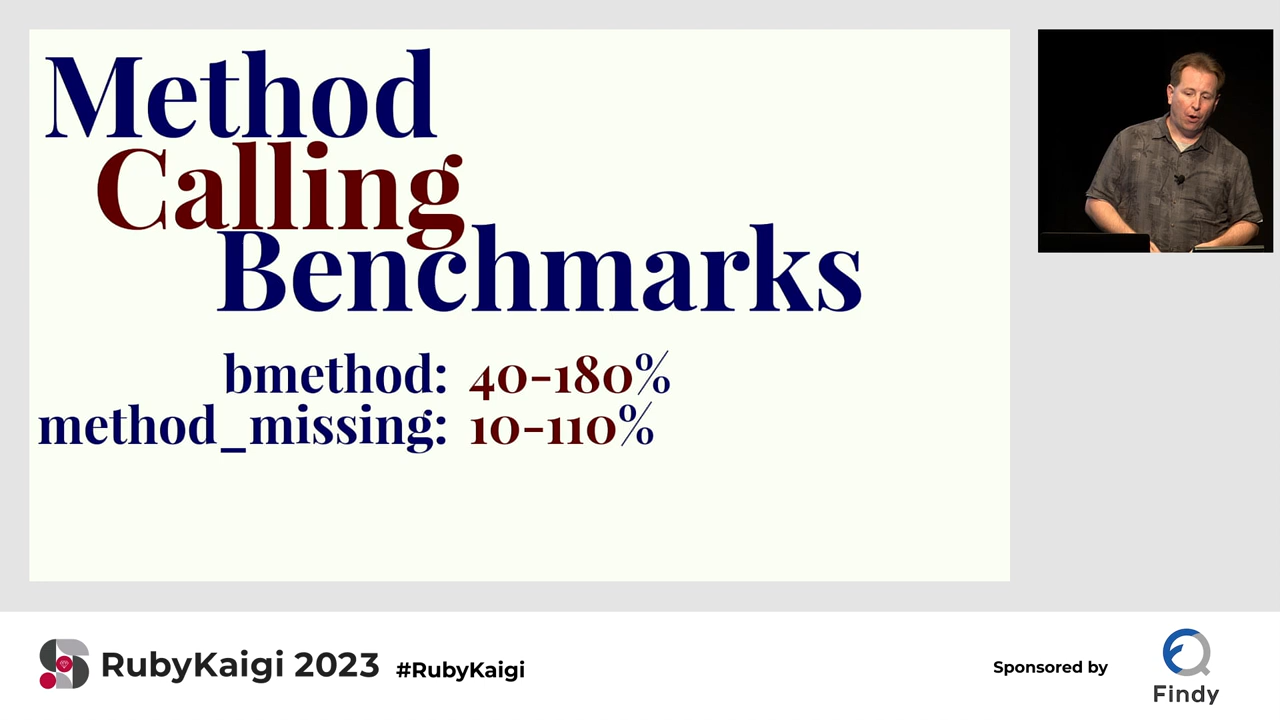 Method
Calling
Benchmarks
bmethod: 40-180%
method_missing: 10-110%
RubyKaigi 2023 #RubyKaigi
Sponsored by
Findy